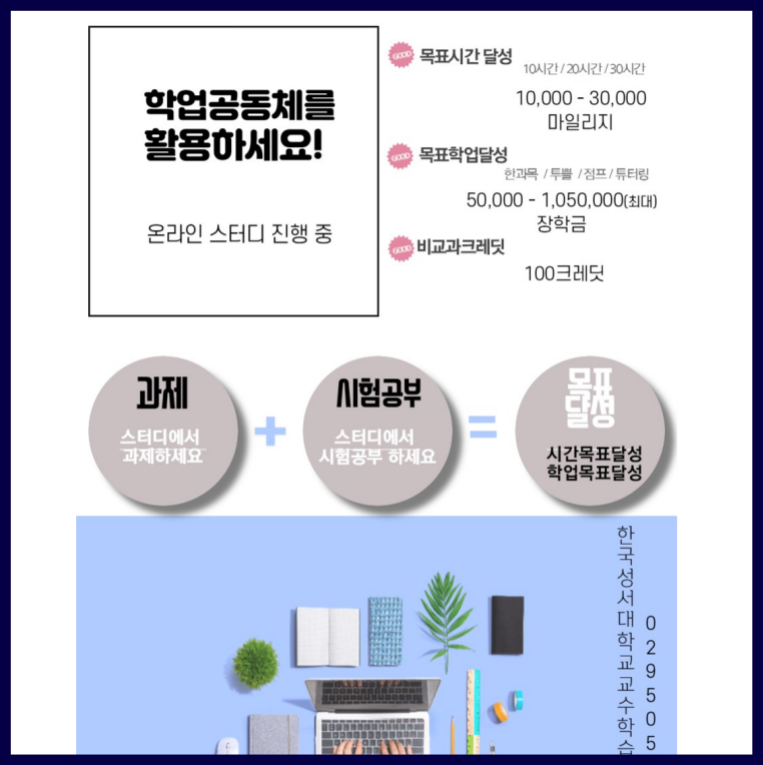 학업공동체를
활용하세요!
온라인 스터디 진행 중
GOOD 목표시간 달성
10시간 / 20시간 / 30시간
10,000 - 30,000
마일리지
GOOD 목표학업달성
한과목 / 투쁠 / 점프 / 튜터링
50,000 - 1,050,000(최대)
장학금
GOOD 비교과크레딧
100크레딧
과제
스터디에서
과제하세요
+
시험공부
스터디에서
시험공부 하세요
=
목표
달성
시간목표달성
학업목표달성
한국성서대학교교수학습
029505